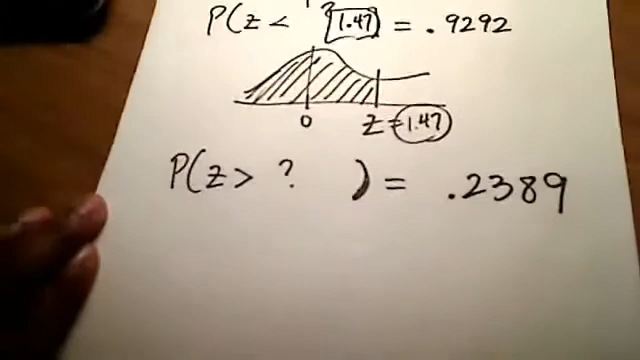 P(z < ? 1.47) = .9292
0 z = 1.47
P(z > ? ) = .2389